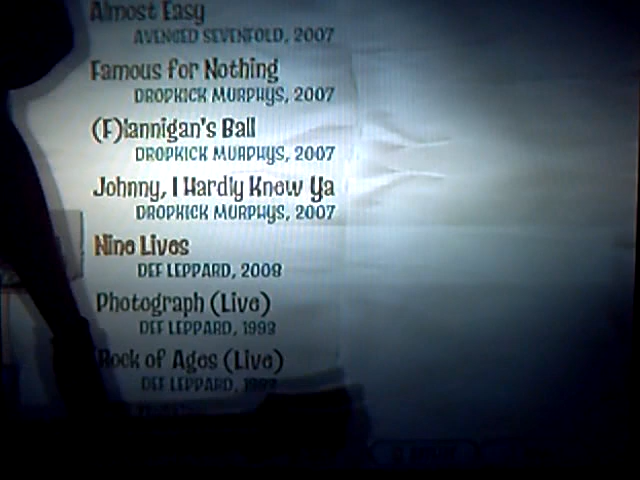 Almost Easy
AVENGED SEVENFOLD, 2007
Famous for Nothing
DROPKICK MURPHYS, 2007
(F)lannigan's Ball
DROPKICK MURPHYS, 2007
Johnny, I Hardly Know Ya
DROPKICK MURPHYS, 2007
Nine Lives
DEF LEPPARD, 2008
Photograph (Live)
DEF LEPPARD, 1993
Rock of Ages (Live)
DEF LEPPARD, 1993